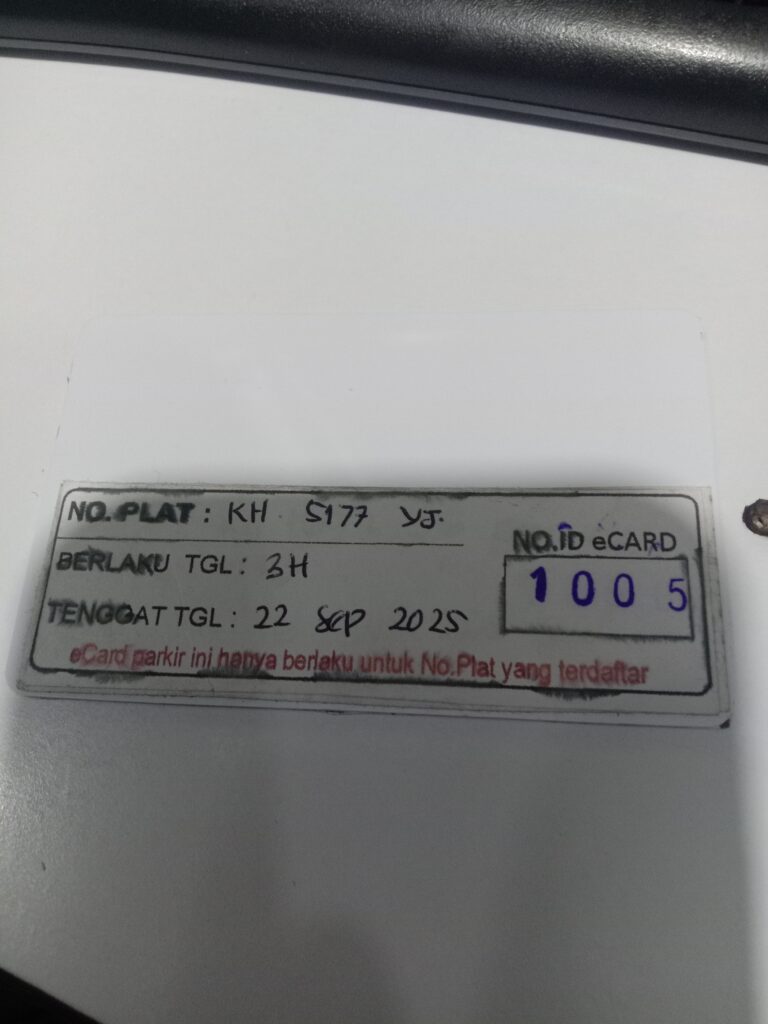 NO. PLAT : KH 5177 YJ.
NO.ID eCARD
BERLAKU TGL : 3H
1005
TENGGAT TGL : 22 Sep 2025
eCard parkir ini hanya berlaku untuk No.Plat yang terdaftar